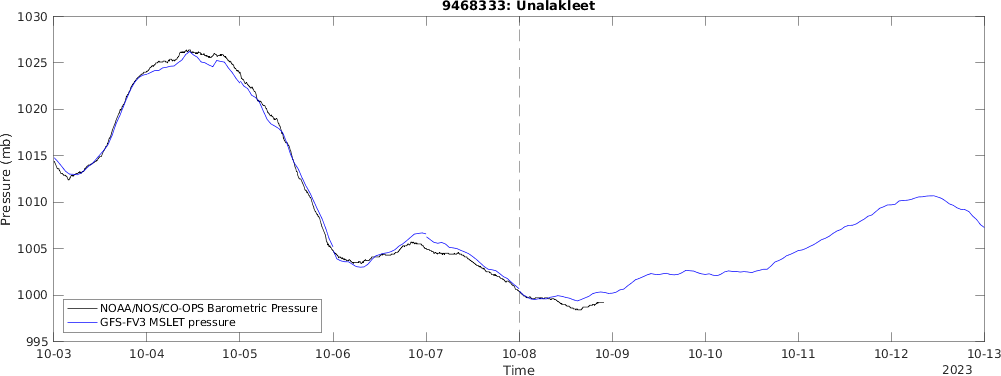 9468333: Unalakleet
1030
1025
1020
1015
1010
1005
1000
995
Pressure (mb)
NOAA/NOS/CO-OPS Barometric Pressure
GFS-FV3 MSLET pressure
10-03 10-04 10-05 10-06 10-07 10-08 10-09 10-10 10-11 10-12 10-13
Time
2023